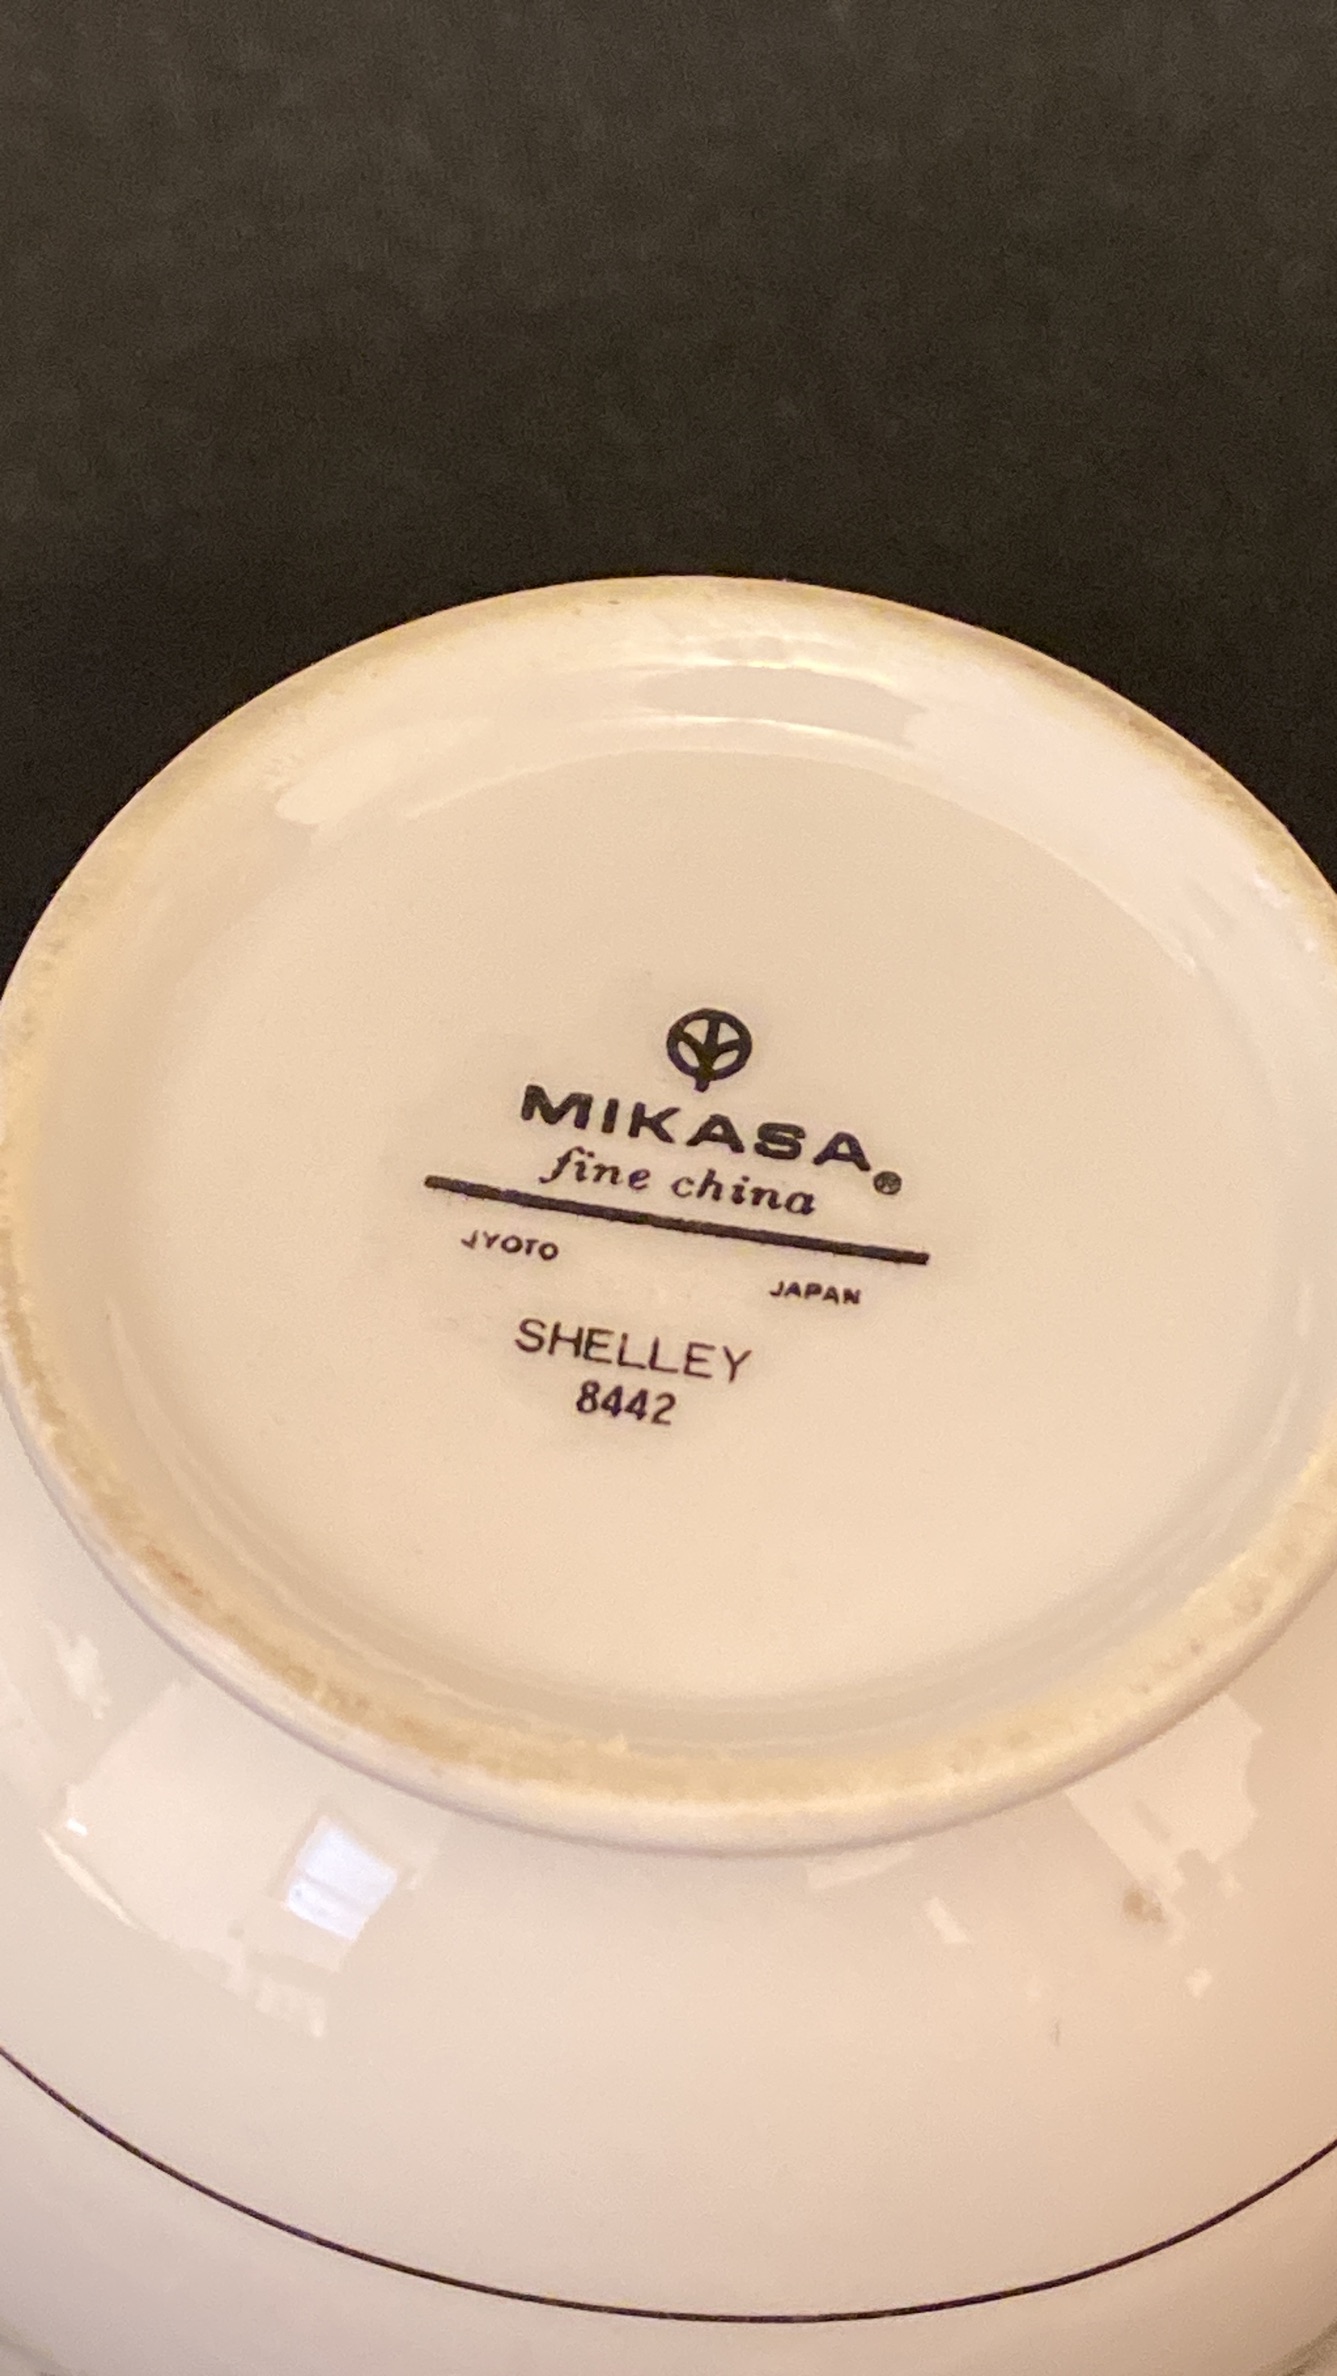 MIKASA®
fine china
JYOTO JAPAN
SHELLEY
8442